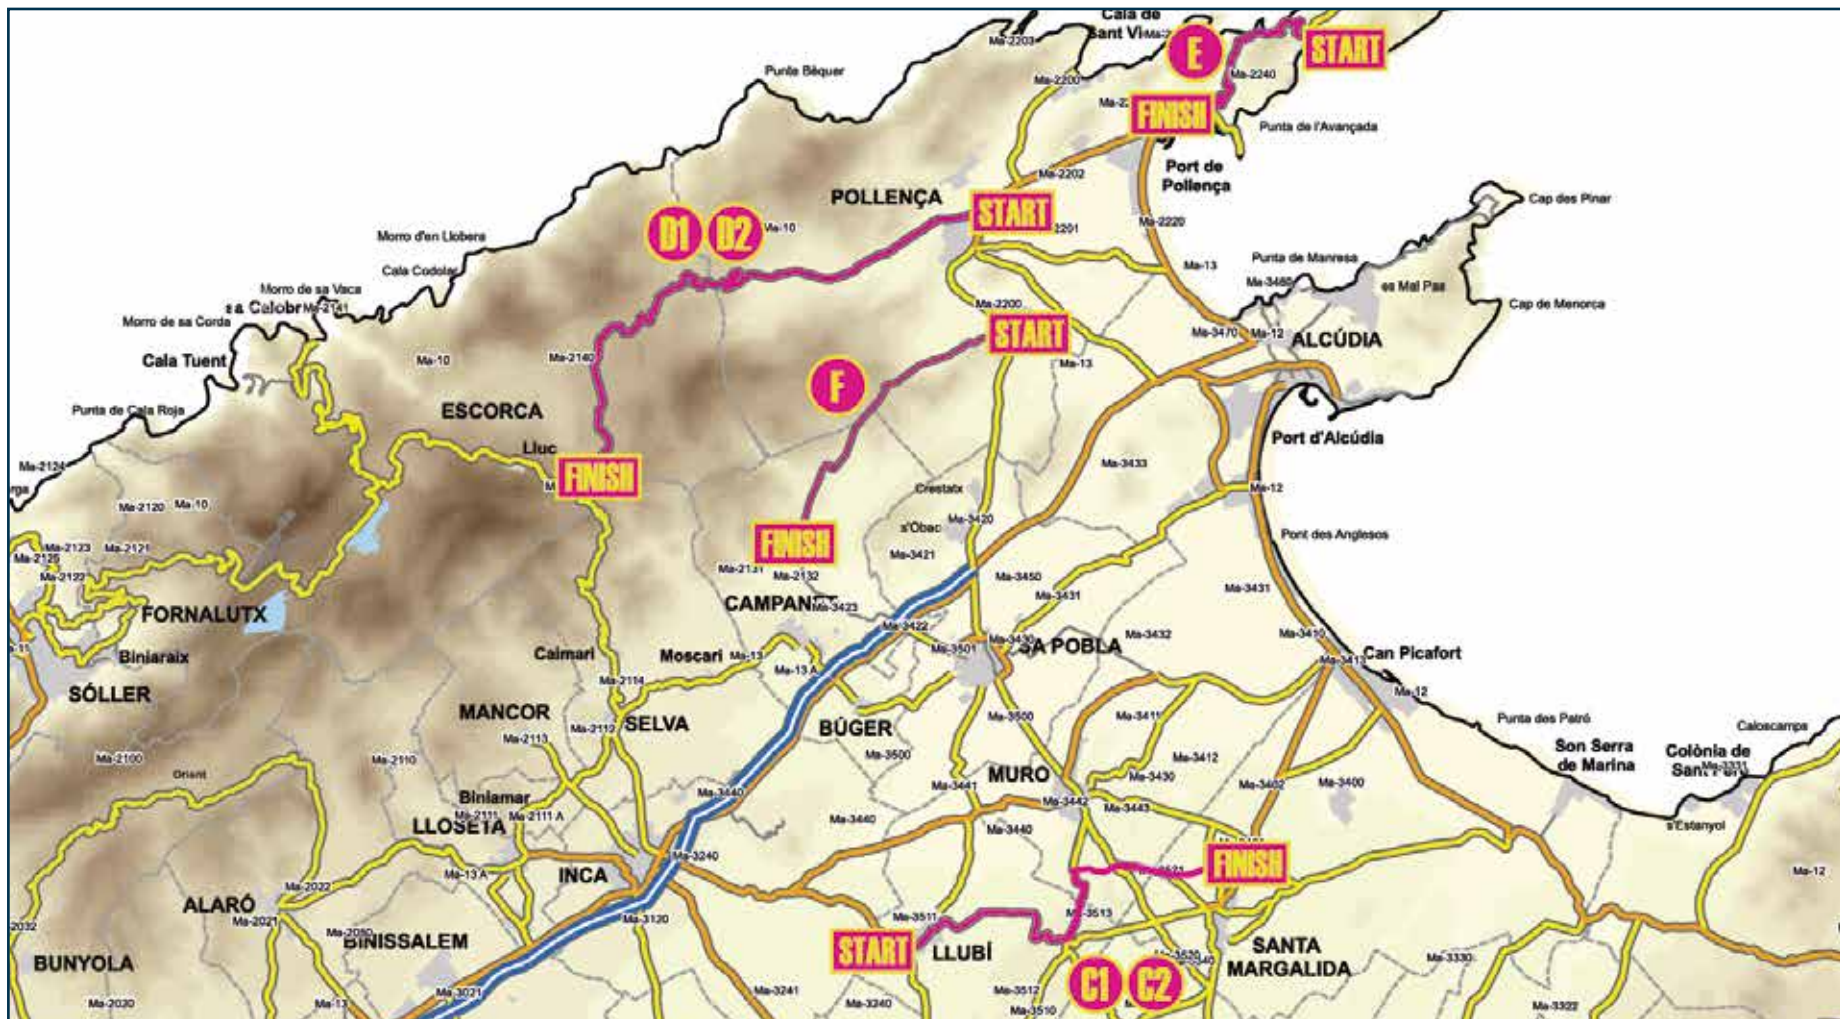 Cala de
Ma-2203
E
START
Punta Bèquer
Ma-2200
Ma-2240
FINISH
Punta de l'Avançada
Port de
Pollença
Ma-2202
POLLENÇA
START
Cap des Pinar
Ma-2220
2201
D1 D2
Ma-10
Morro d'en Llobera
Cala Codolar
Ma-13
Punta de Manresa
Ma-3460
es Mal Pas
Cap de Menorca
Morro de sa Vaca
Ma-2141
Morro de sa Corda
Ma-2200
START
Ma-3470
Ma-12
ALCÚDIA
Cala Tuent
Ma-10
Ma-2140
Ma-13
F
Punta de Cala Roja
ESCORCA
Lluc
Port d'Alcúdia
Ma-2124
FINISH
Ma-3433
Ma-12
Crestatx
Ma-2120
Ma-10
s'Obac
Ma-3420
Pont des Anglesos
FINISH
Ma-2123
Ma-2121
Ma-2125
Ma-2122
Ma-3421
Ma-2131
Ma-2132
Ma-3450
Ma-3431
Ma-3431
FORNALUTX
Ma-3423
Ma-3422
Ma-3430
Ma-3432
Ma-3410
Biniaraix
Caimari
Moscari
Ma-13
Ma-13 A
Ma-3501
SA POBLA
Ma-3413
Can Picafort
SÓLLER
Ma-2114
Ma-12
MANCOR
SELVA
Ma-2112
Ma-2113
BÚGER
Ma-3500
Ma-3411
Punta des Patró
Caloscamps
Ma-2100
Ma-2110
Ma-3500
Ma-3412
Son Serra
de Marina
Colònia de
Ma-3331
Orient
MURO
Ma-3430
Ma-3441
Ma-3402
Ma-3400
Biniamar
Ma-3440
Ma-3442
Ma-3443
Ma-2111
Ma-2111 A
LLOSETA
Ma-3440
Ma-3440
s'Estanyol
Ma-3240
FINISH
Ma-13 A
INCA
Ma-12
Ma-2022
ALARÓ
Ma-2021
Ma-3120
Ma-3511
Ma-3513
BINISSALEM
START
LLUBÍ
SANTA
MARGALIDA
BUNYOLA
Ma-3520
Ma-3330
C1 C2
Ma-3021
Ma-3241
Ma-3512
Ma-2020
Ma-13
Ma-3240
Ma-3510
Ma-3322